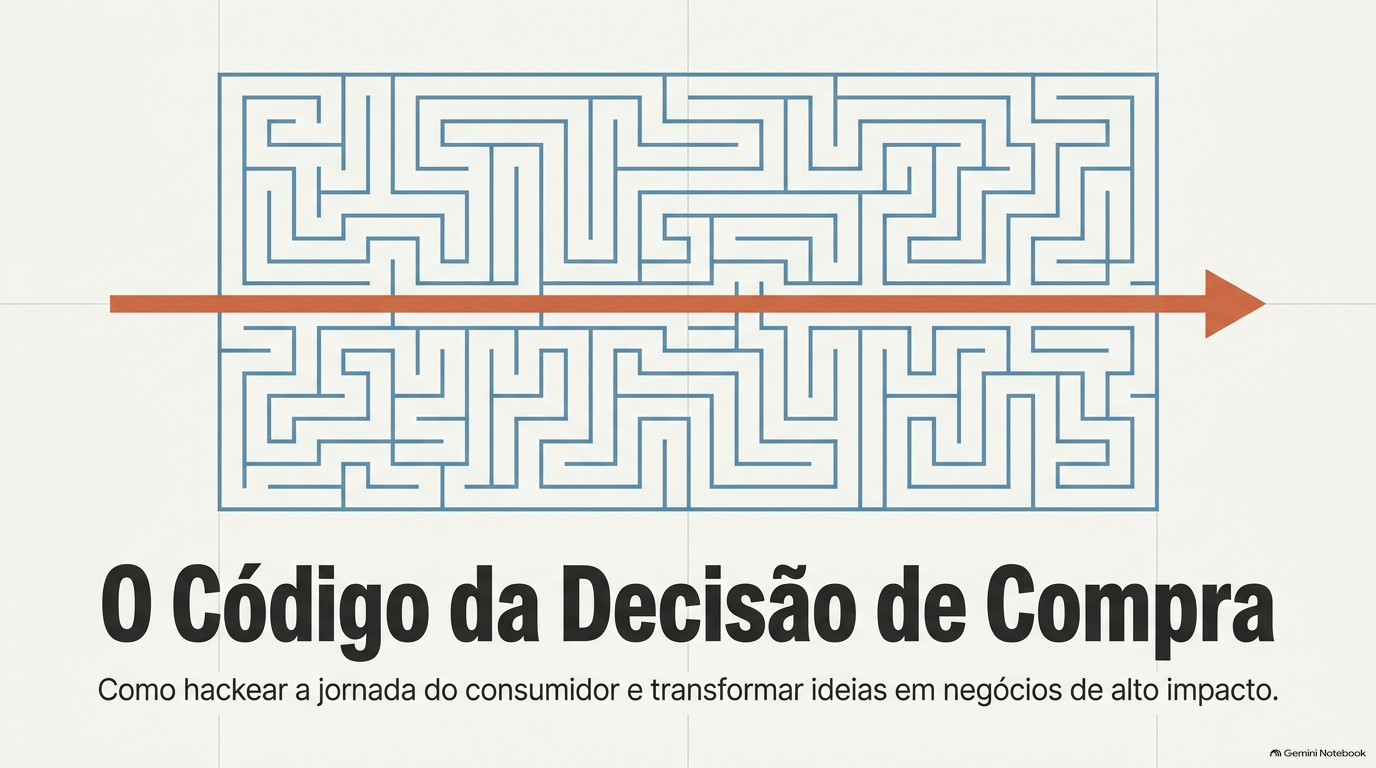 O Código da Decisão de Compra
Como hackear a jornada do consumidor e transformar ideias em negócios de alto impacto.
Gemini Notebook